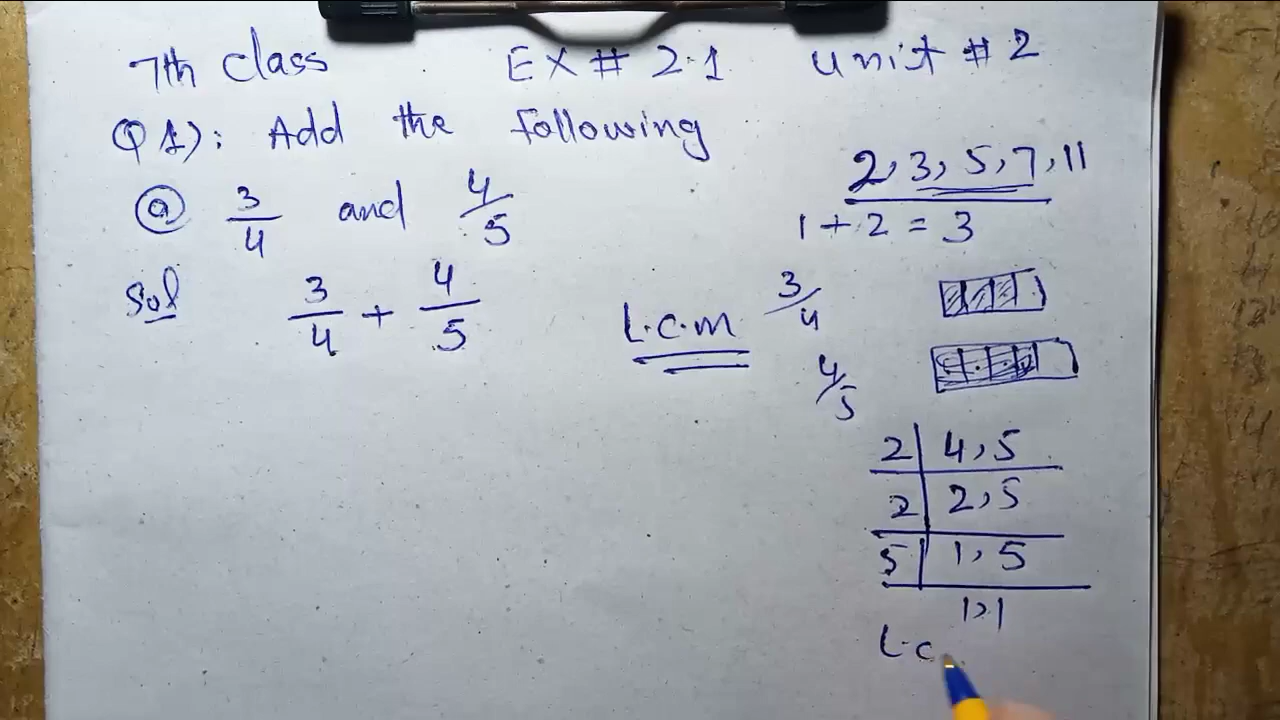 7th class EX # 2.1 Unit # 2
Q1): Add the following
2, 3, 5, 7, 11
1 + 2 = 3
(a) 3/4 and 4/5
Sol 3/4 + 4/5
L.C.M
3/4
4/5
2 | 4, 5
2 | 2, 5
5 | 1, 5
1, 1
L.C